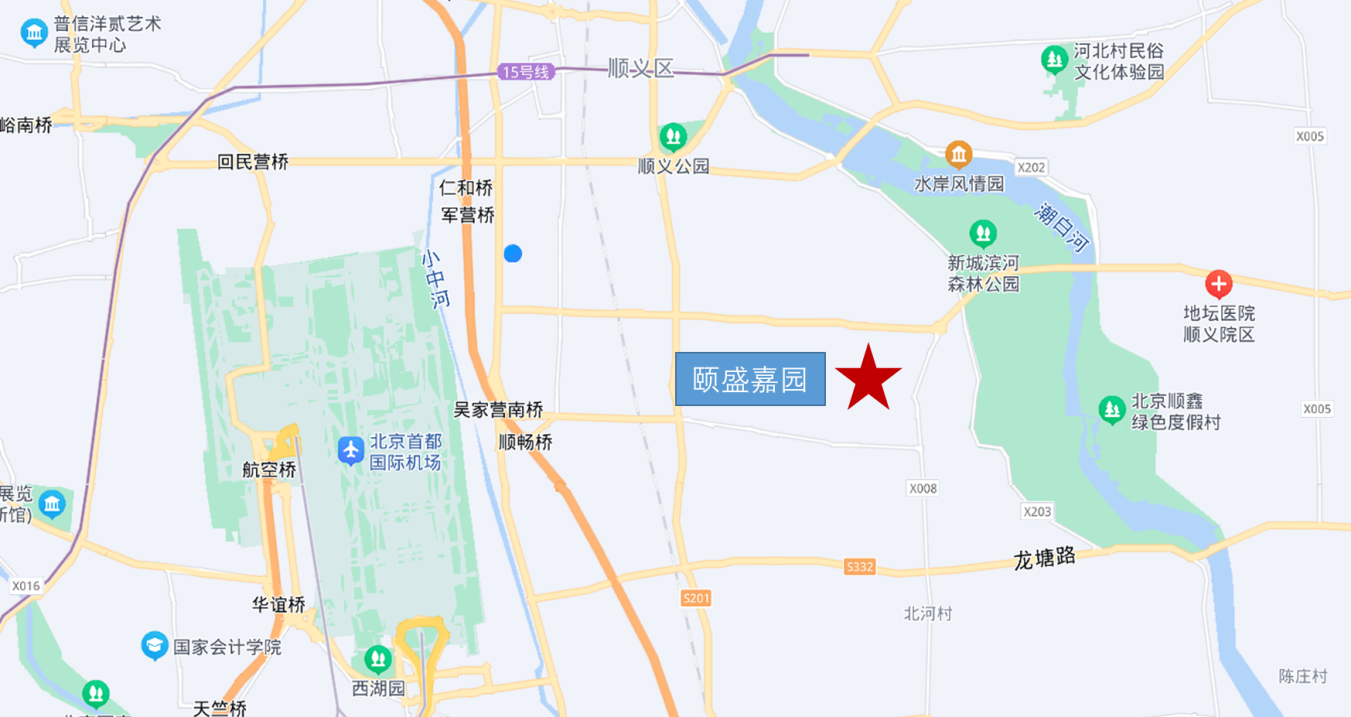 普信洋贰艺术
展览中心
15号线
顺义区
河北村民俗
文化体验园
峪南桥
回民营桥
顺义公园
X005
水岸风情园
X202
仁和桥
军营桥
潮白河
小中河
新城滨河
森林公园
地坛医院
顺义院区
颐盛嘉园
吴家营南桥
顺畅桥
北京首都
国际机场
航空桥
北京顺鑫
绿色度假村
X005
展览
新馆)
X008
X203
龙塘路
S332
X016
华谊桥
S201
北河村
国家会计学院
西湖园
天竺桥
陈庄村